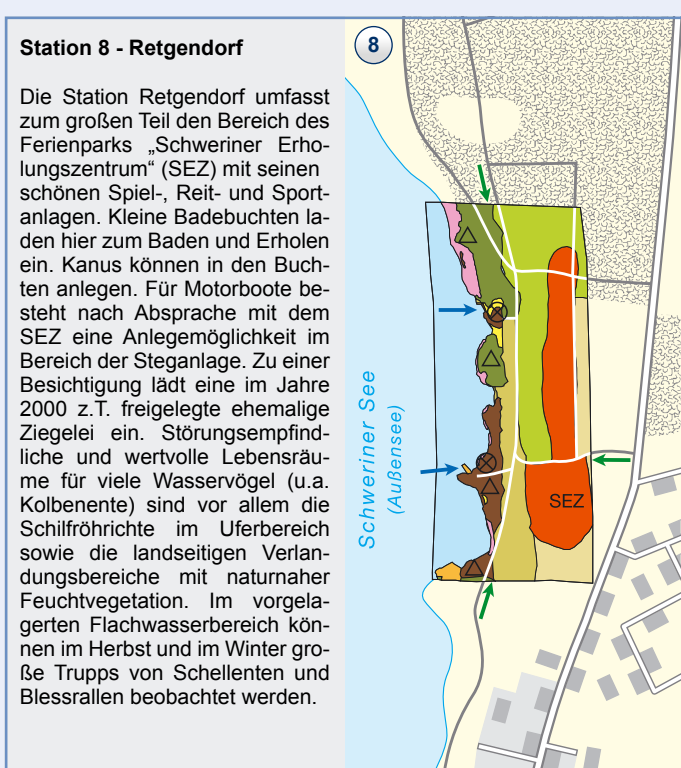 Station 8 - Retgendorf
Die Station Retgendorf umfasst
zum großen Teil den Bereich des
Ferienparks „Schweriner Erho-
lungszentrum“ (SEZ) mit seinen
schönen Spiel-, Reit- und Sport-
anlagen. Kleine Badebuchten la-
den hier zum Baden und Erholen
ein. Kanus können in den Buch-
ten anlegen. Für Motorboote be-
steht nach Absprache mit dem
SEZ eine Anlegemöglichkeit im
Bereich der Steganlage. Zu einer
Besichtigung lädt eine im Jahre
2000 z.T. freigelegte ehemalige
Ziegelei ein. Störungsempfind-
liche und wertvolle Lebensräu-
me für viele Wasservögel (u.a.
Kolbenente) sind vor allem die
Schilfröhrichte im Uferbereich
sowie die landseitigen Verlan-
dungsbereiche mit naturnaher
Feuchtvegetation. Im vorgela-
gerten Flachwasserbereich kön-
nen im Herbst und im Winter gro-
ße Trupps von Schellenten und
Blessrallen beobachtet werden.
8
Schweriner See
(Außensee)
SEZ